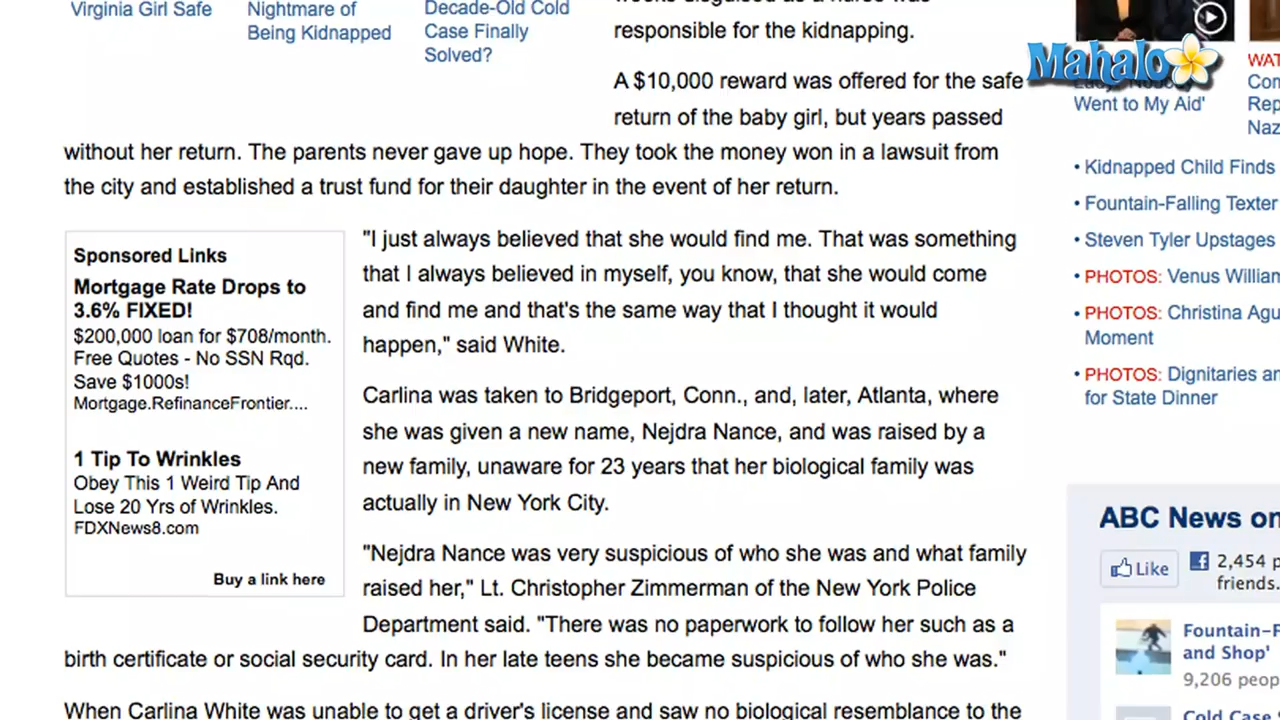 Virginia Girl Safe
Nightmare of
Being Kidnapped
Decade-Old Cold
Case Finally
Solved?
responsible for the kidnapping.
A $10,000 reward was offered for the safe
return of the baby girl, but years passed
without her return. The parents never gave up hope. They took the money won in a lawsuit from
the city and established a trust fund for their daughter in the event of her return.
Sponsored Links
Mortgage Rate Drops to
3.6% FIXED!
$200,000 loan for $708/month.
Free Quotes - No SSN Rqd.
Save $1000s!
Mortgage.RefinanceFrontier....
1 Tip To Wrinkles
Obey This 1 Weird Tip And
Lose 20 Yrs of Wrinkles.
FDXNews8.com
Buy a link here
"I just always believed that she would find me. That was something
that I always believed in myself, you know, that she would come
and find me and that's the same way that I thought it would
happen," said White.
Carlina was taken to Bridgeport, Conn., and, later, Atlanta, where
she was given a new name, Nejdra Nance, and was raised by a
new family, unaware for 23 years that her biological family was
actually in New York City.
"Nejdra Nance was very suspicious of who she was and what family
raised her," Lt. Christopher Zimmerman of the New York Police
Department said. "There was no paperwork to follow her such as a
birth certificate or social security card. In her late teens she became suspicious of who she was."
When Carlina White was unable to get a driver's license and saw no biological resemblance to the
Mahalo
Went to My Aid'
WAT
Com
Rep
Naz
• Kidnapped Child Finds
• Fountain-Falling Texter
• Steven Tyler Upstages
• PHOTOS: Venus William
• PHOTOS: Christina Agu
Moment
• PHOTOS: Dignitaries an
for State Dinner
ABC News on
Like
2,454 p
friends.
Fountain-F
and Shop'
9,206 peop
Cold Case